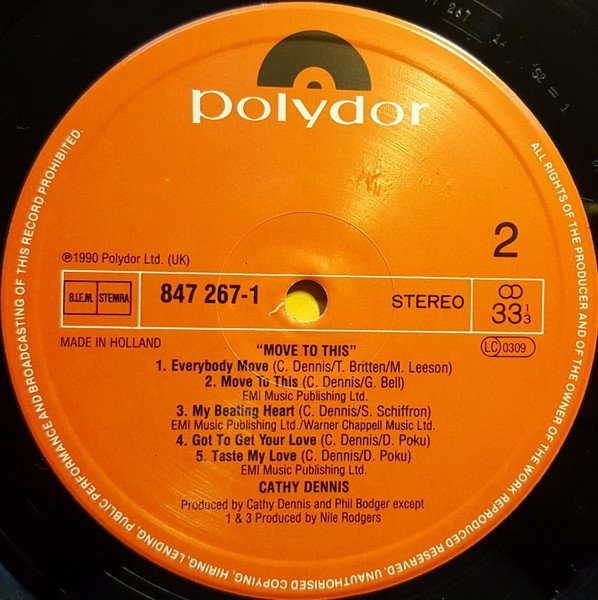 267 S2 = 1
polydor
ALL RIGHTS OF THE PRODUCER AND OF THE OWNER OF THE WORK REPRODUCED RESERVED. UNAUTHORISED COPYING, HIRING, LENDING, PUBLIC PERFORMANCE AND BROADCASTING OF THIS RECORD PROHIBITED.
2
℗1990 Polydor Ltd. (UK)
B.I.E.M. STEMRA 847 267-1 STEREO 33 1/3
MADE IN HOLLAND LC 0309
"MOVE TO THIS"
1. Everybody Move (C. Dennis/T. Britten/M. Leeson)
2. Move To This (C. Dennis/G. Bell)
EMI Music Publishing Ltd.
3. My Beating Heart (C. Dennis/S. Schiffron)
EMI Music Publishing Ltd./Warner Chappell Music Ltd.
4. Got To Get Your Love (C. Dennis/D. Poku)
5. Taste My Love (C. Dennis/D. Poku)
EMI Music Publishing Ltd.
CATHY DENNIS
Produced by Cathy Dennis and Phil Bodger except
1 & 3 Produced by Nile Rodgers